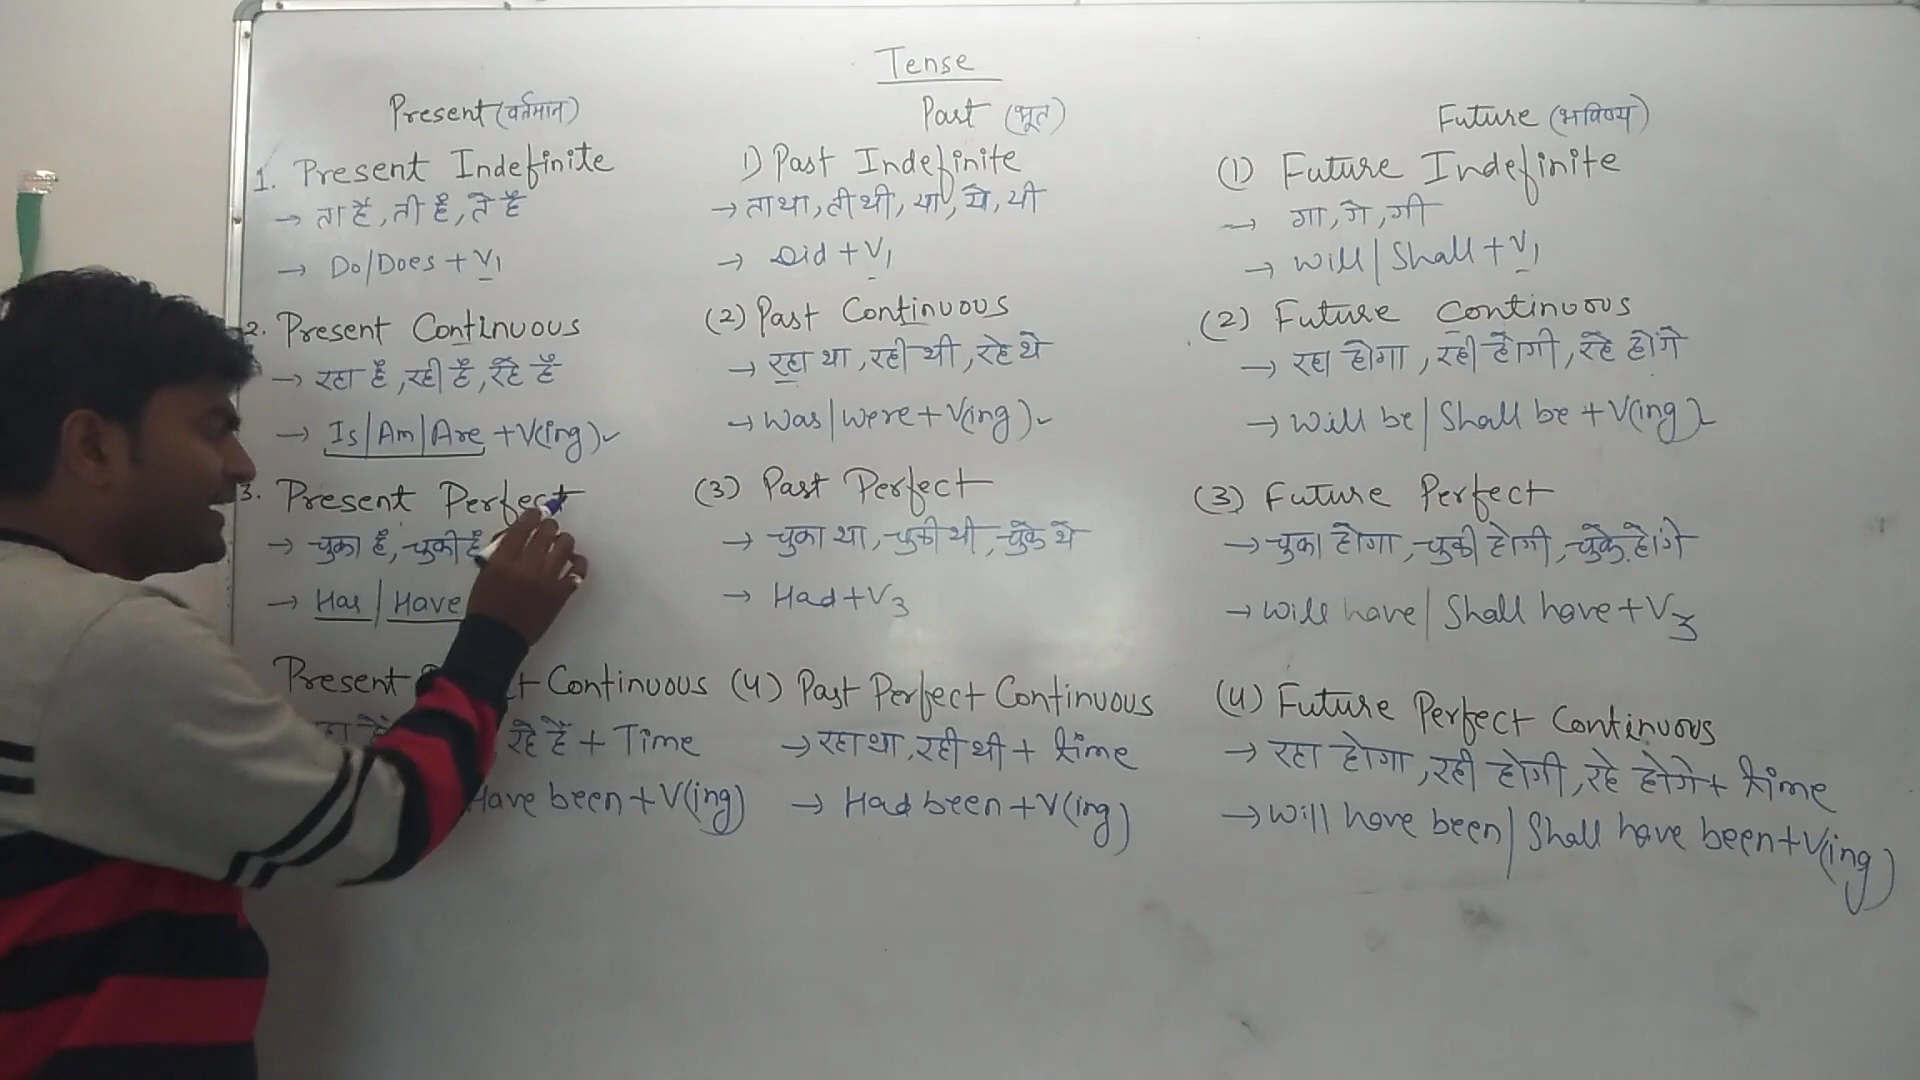 Tense
Present (वर्तमान)
1. Present Indefinite
→ ता है, ती है, ते है
→ Do/Does + V1
2. Present Continuous
→ रहा है, रही है, रहे है
→ Is/Am/Are + V(ing)
3. Present Perfect
→ चुका है, चुकी है
→ Has/Have
Present Continuous
रहे हैं + Time
Have been + V(ing)
Past (भूत)
1) Past Indefinite
→ ता था, ती थी, था, थे, थी
→ Did + V1
(2) Past Continuous
→ रहा था, रही थी, रहे थे
→ Was/were + V(ing)
(3) Past Perfect
→ चुका था, चुकी थी, चुके थे
→ Had + V3
(4) Past Perfect Continuous
→ रहा था, रही थी + time
→ Had been + V(ing)
Future (भविष्य)
(1) Future Indefinite
→ गा, गे, गी
→ will/Shall + V1
(2) Future Continuous
→ रहा होगा, रही होगी, रहे होंगे
→ will be/Shall be + V(ing)
(3) Future Perfect
→ चुका होगा, चुकी होगी, चुके होंगे
→ will have/Shall have + V3
(4) Future Perfect Continuous
→ रहा होगा, रही होगी, रहे होंगे + time
→ will have been/Shall have been + V(ing)